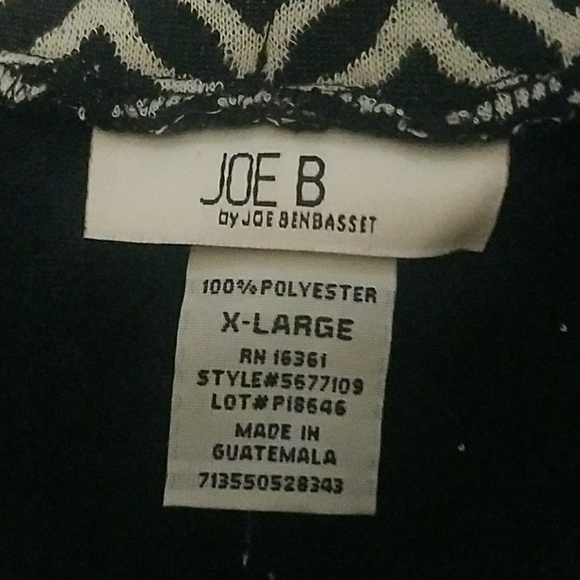 JOE B
by JOE BENBASSET
100% POLYESTER
X-LARGE
RN 16361
STYLE#5677109
LOT# P18646
MADE IN
GUATEMALA
713550528343